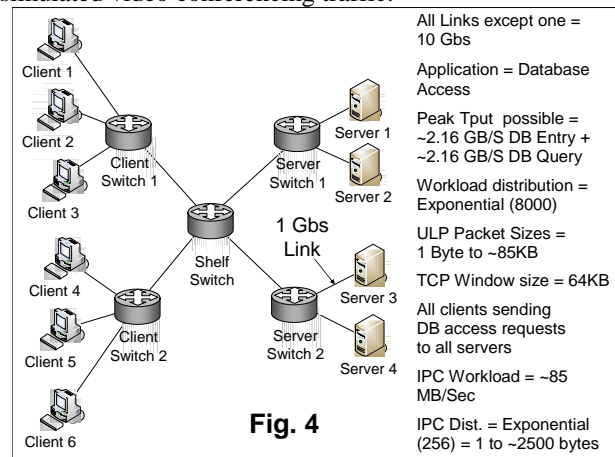 simulated video conferencing traffic.
Client 1
Client 2
Client 3
Client 4
Client 5
Client 6
Client
Switch 1
Client
Switch 2
Shelf
Switch
Server
Switch 1
Server
Switch 2
1 Gbs
Link
Server 1
Server 2
Server 3
Server 4
Fig. 4
All Links except one =
10 Gbs
Application = Database
Access
Peak Tput possible =
~2.16 GB/S DB Entry +
~2.16 GB/S DB Query
Workload distribution =
Exponential (8000)
ULP Packet Sizes =
1 Byte to ~85KB
TCP Window size = 64KB
All clients sending
DB access requests
to all servers
IPC Workload = ~85
MB/Sec
IPC Dist. = Exponential
(256) = 1 to ~2500 bytes